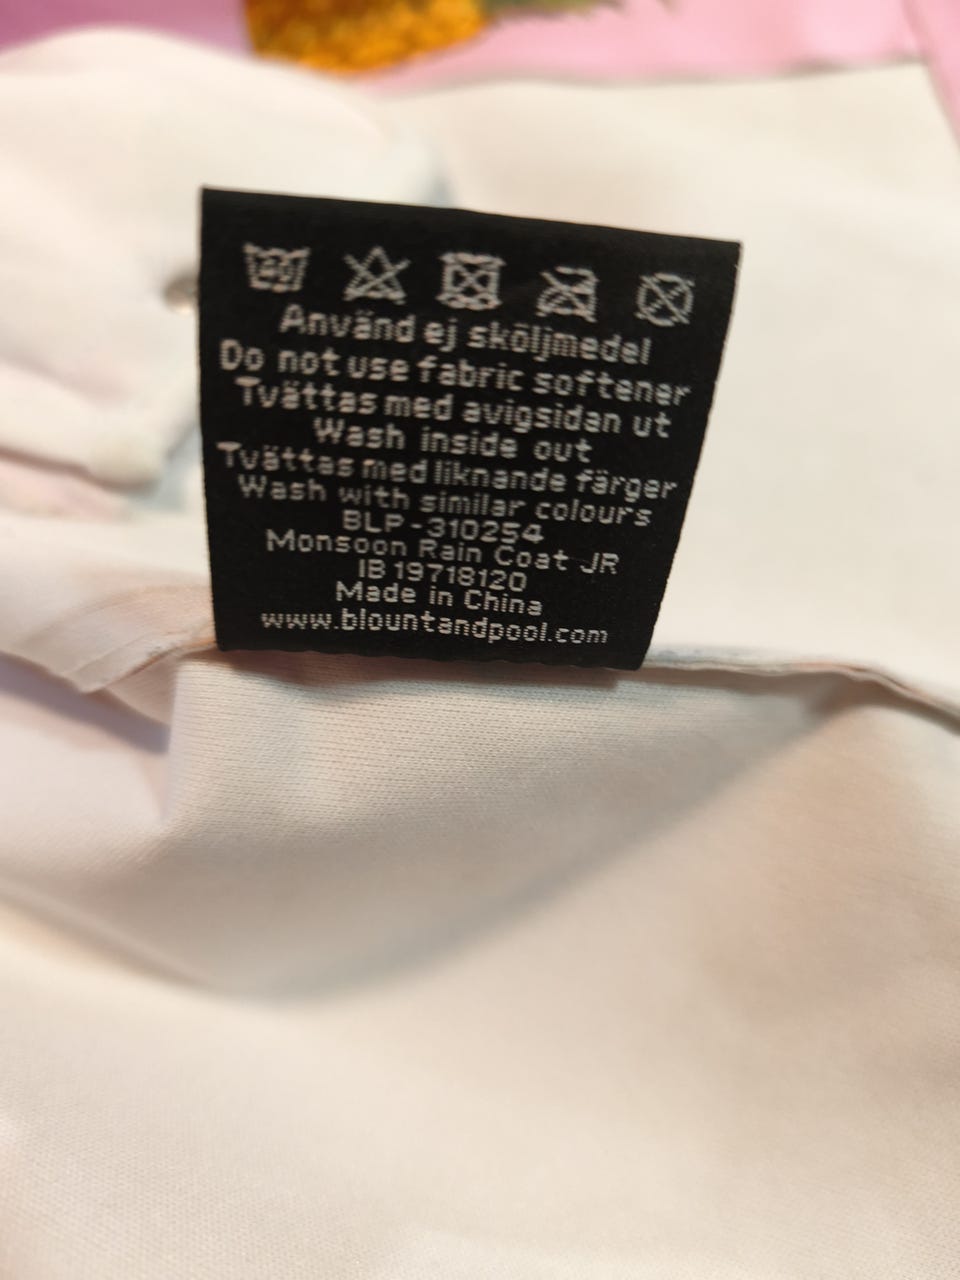 40
Använd ej sköljmedel
Do not use fabric softener
Tvättas med avigsidan ut
Wash inside out
Tvättas med liknande färger
Wash with similar colours
BLP-310254
Monsoon Rain Coat JR
IB 19718120
Made in China
www.blountandpool.com